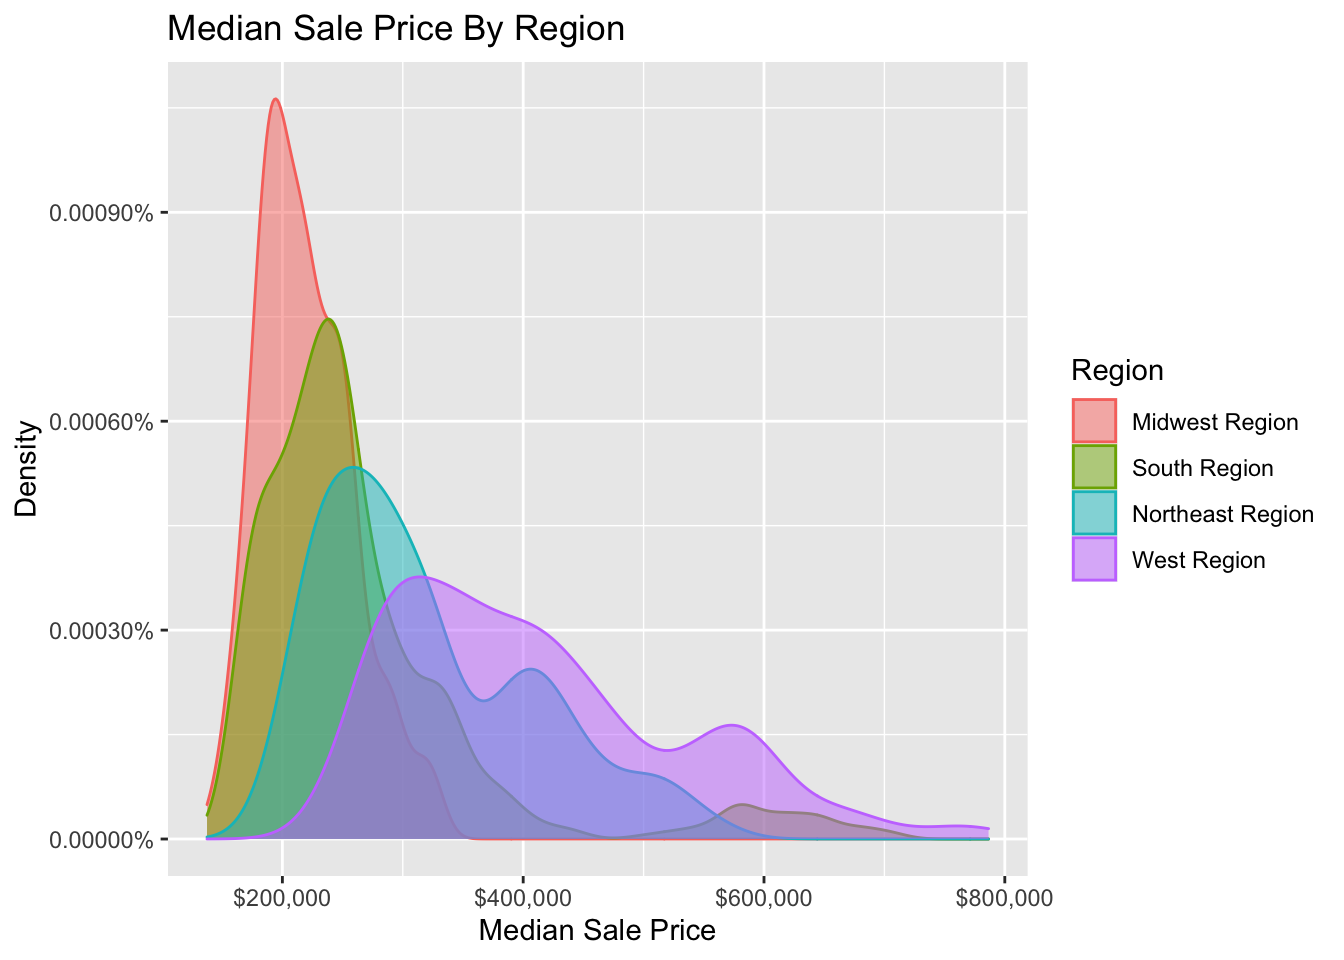 Median Sale Price By Region
0.00090%
0.00060%
0.00030%
0.00000%
Density
$200,000 $400,000 $600,000 $800,000
Median Sale Price
Region
Midwest Region
South Region
Northeast Region
West Region